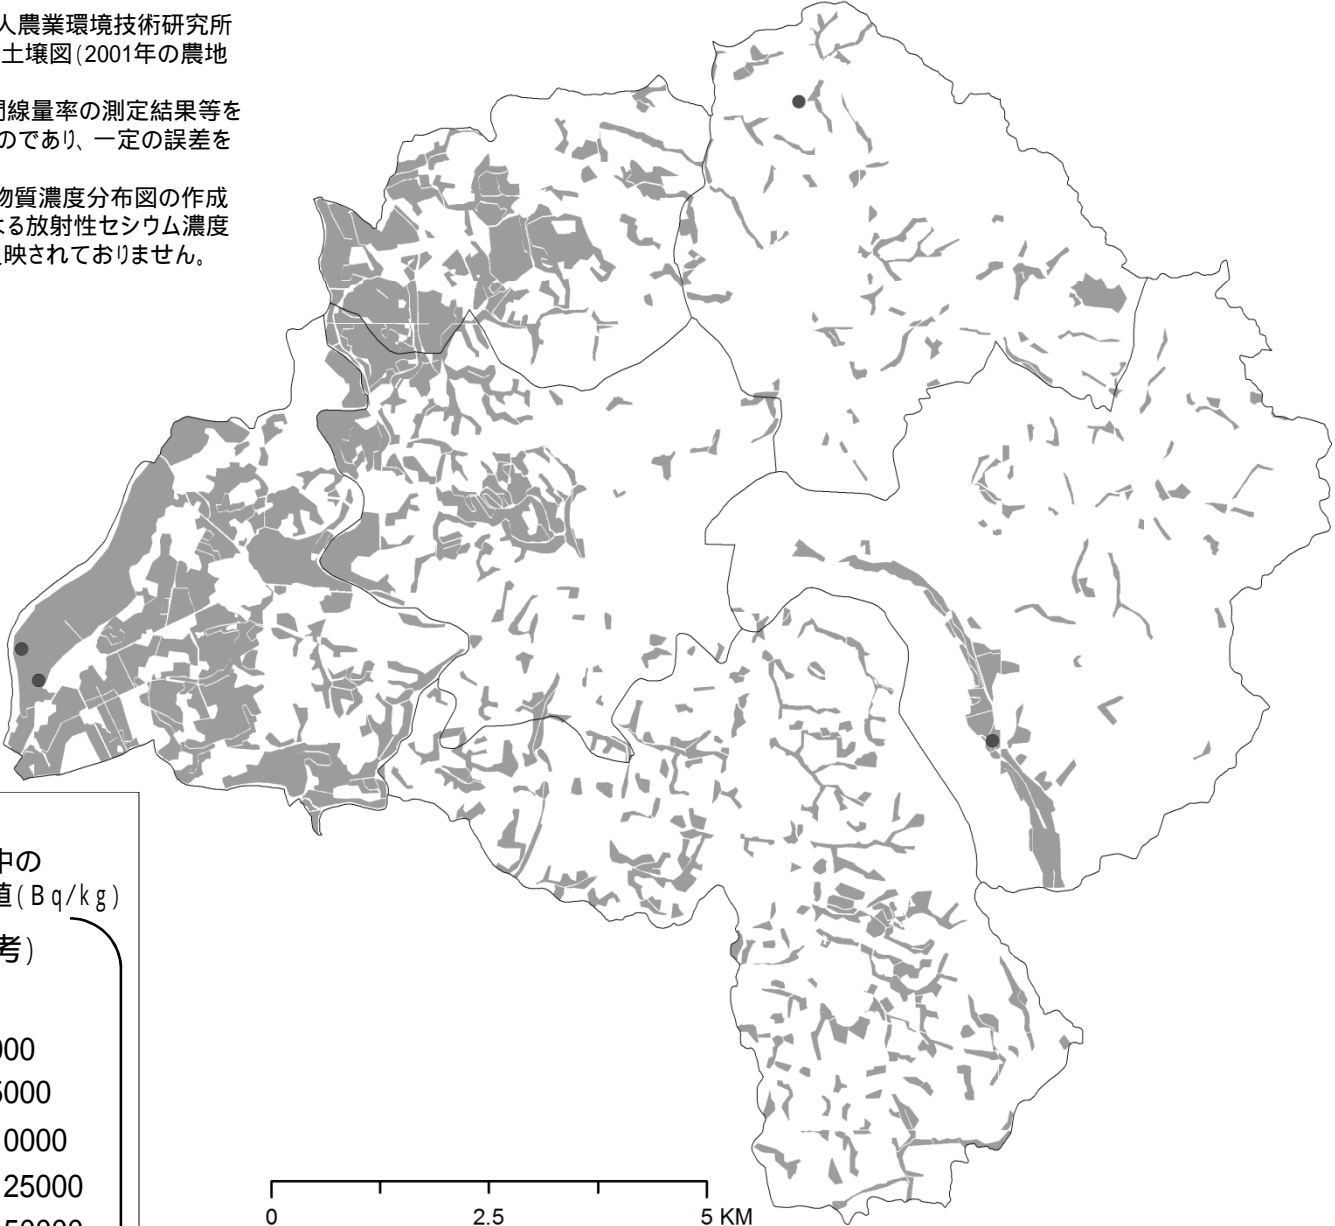 人農業環境技術研究所
土壌図(2001年の農地
間線量率の測定結果等を
のであり、一定の誤差を
物質濃度分布図の作成
よる放射性セシウム濃度
映されておりません。
中の
値(Bq/kg)
考)
000
5000
0000
25000
50000
0 2.5 5 KM